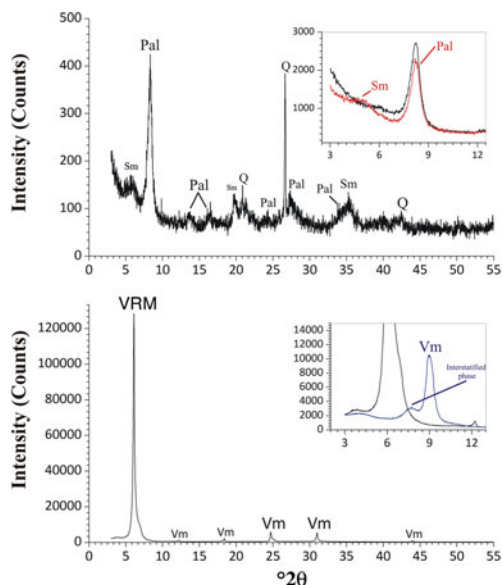 Intensity (Counts)
500
400
300
200
100
0
Pal
Sm
Pal
Sm
Q
Pal
Q
Pal
Pal
Sm
Q
0 5 10 15 20 25 30 35 40 45 50 55
3000
2000
1000
Sm
Pal
3 6 9 12
Intensity (Counts)
120000
100000
80000
60000
40000
20000
0
VRM
Vm
Vm
Vm
Vm
Vm
0 5 10 15 20 25 30 35 40 45 50 55
14000
12000
10000
8000
6000
4000
2000
0
Vm
Interstatified
phase
3 6 9 12
°2θ